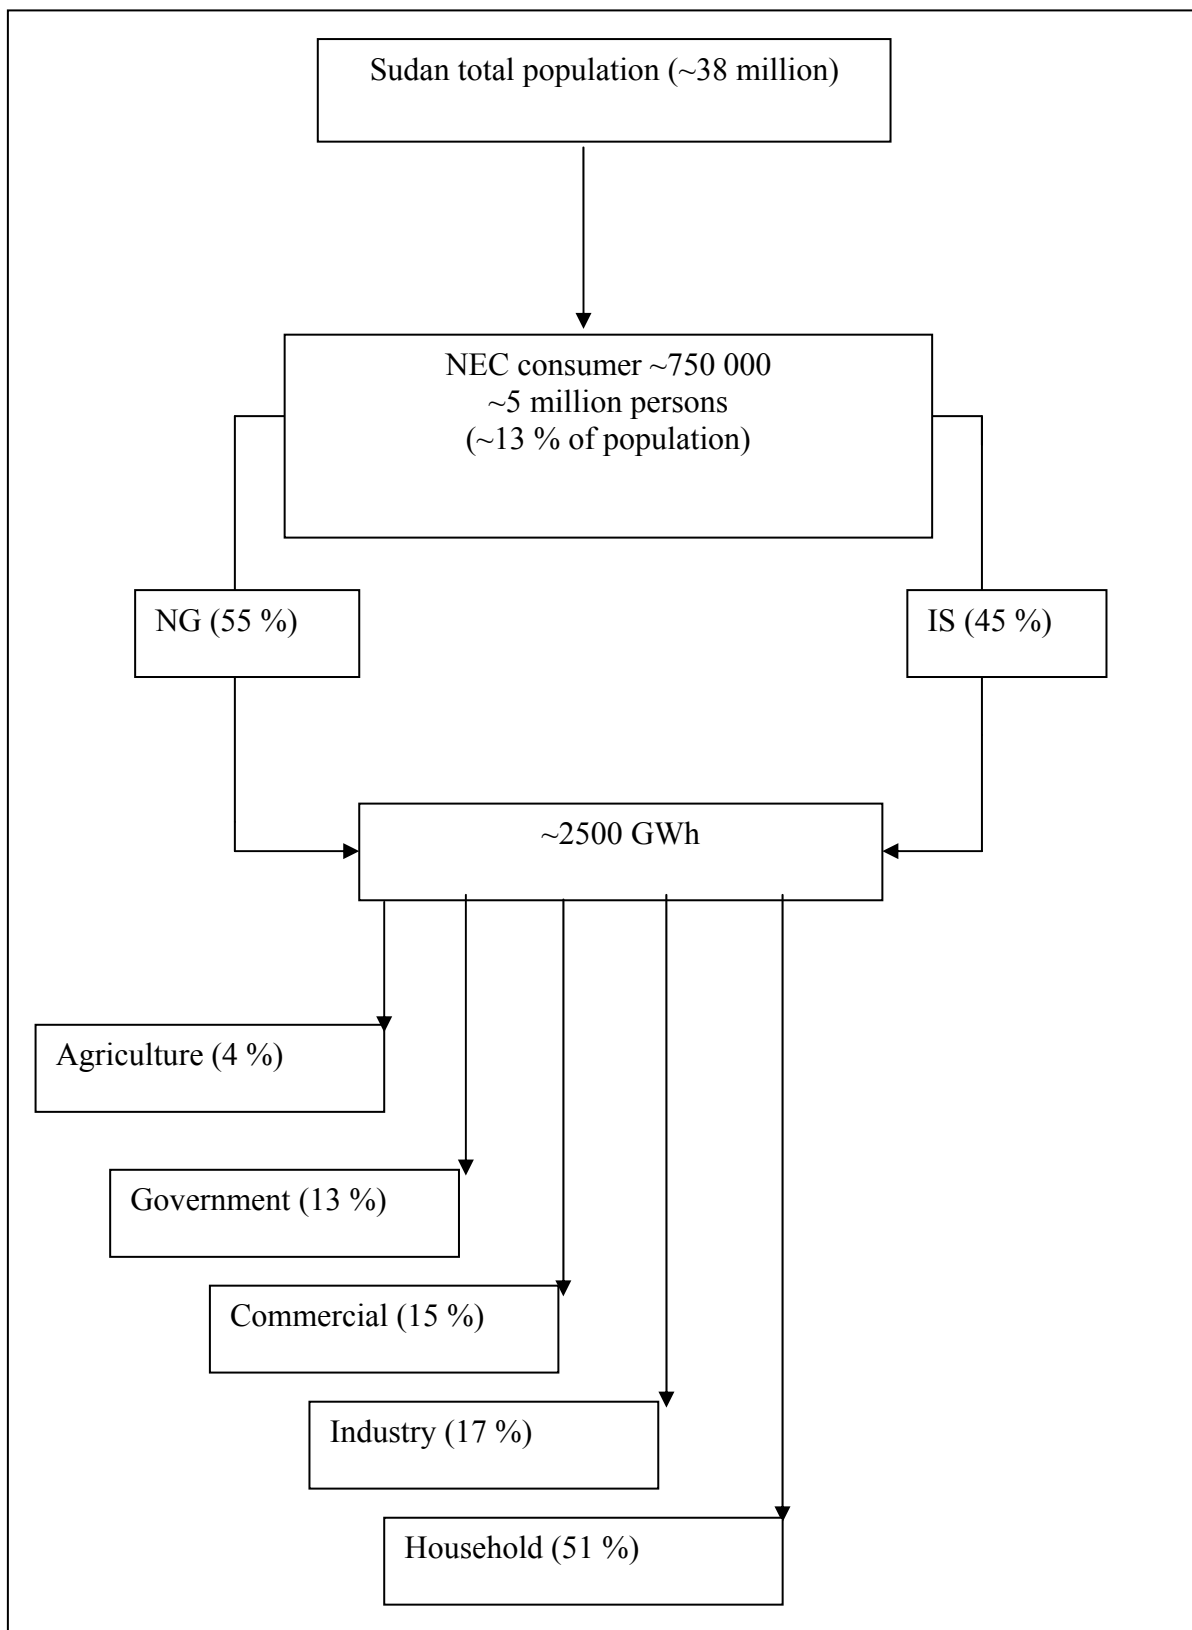 Sudan total population (~38 million)
NEC consumer ~750 000
~5 million persons
(~13 % of population)
NG (55 %)
IS (45 %)
~2500 GWh
Agriculture (4 %)
Government (13 %)
Commercial (15 %)
Industry (17 %)
Household (51 %)